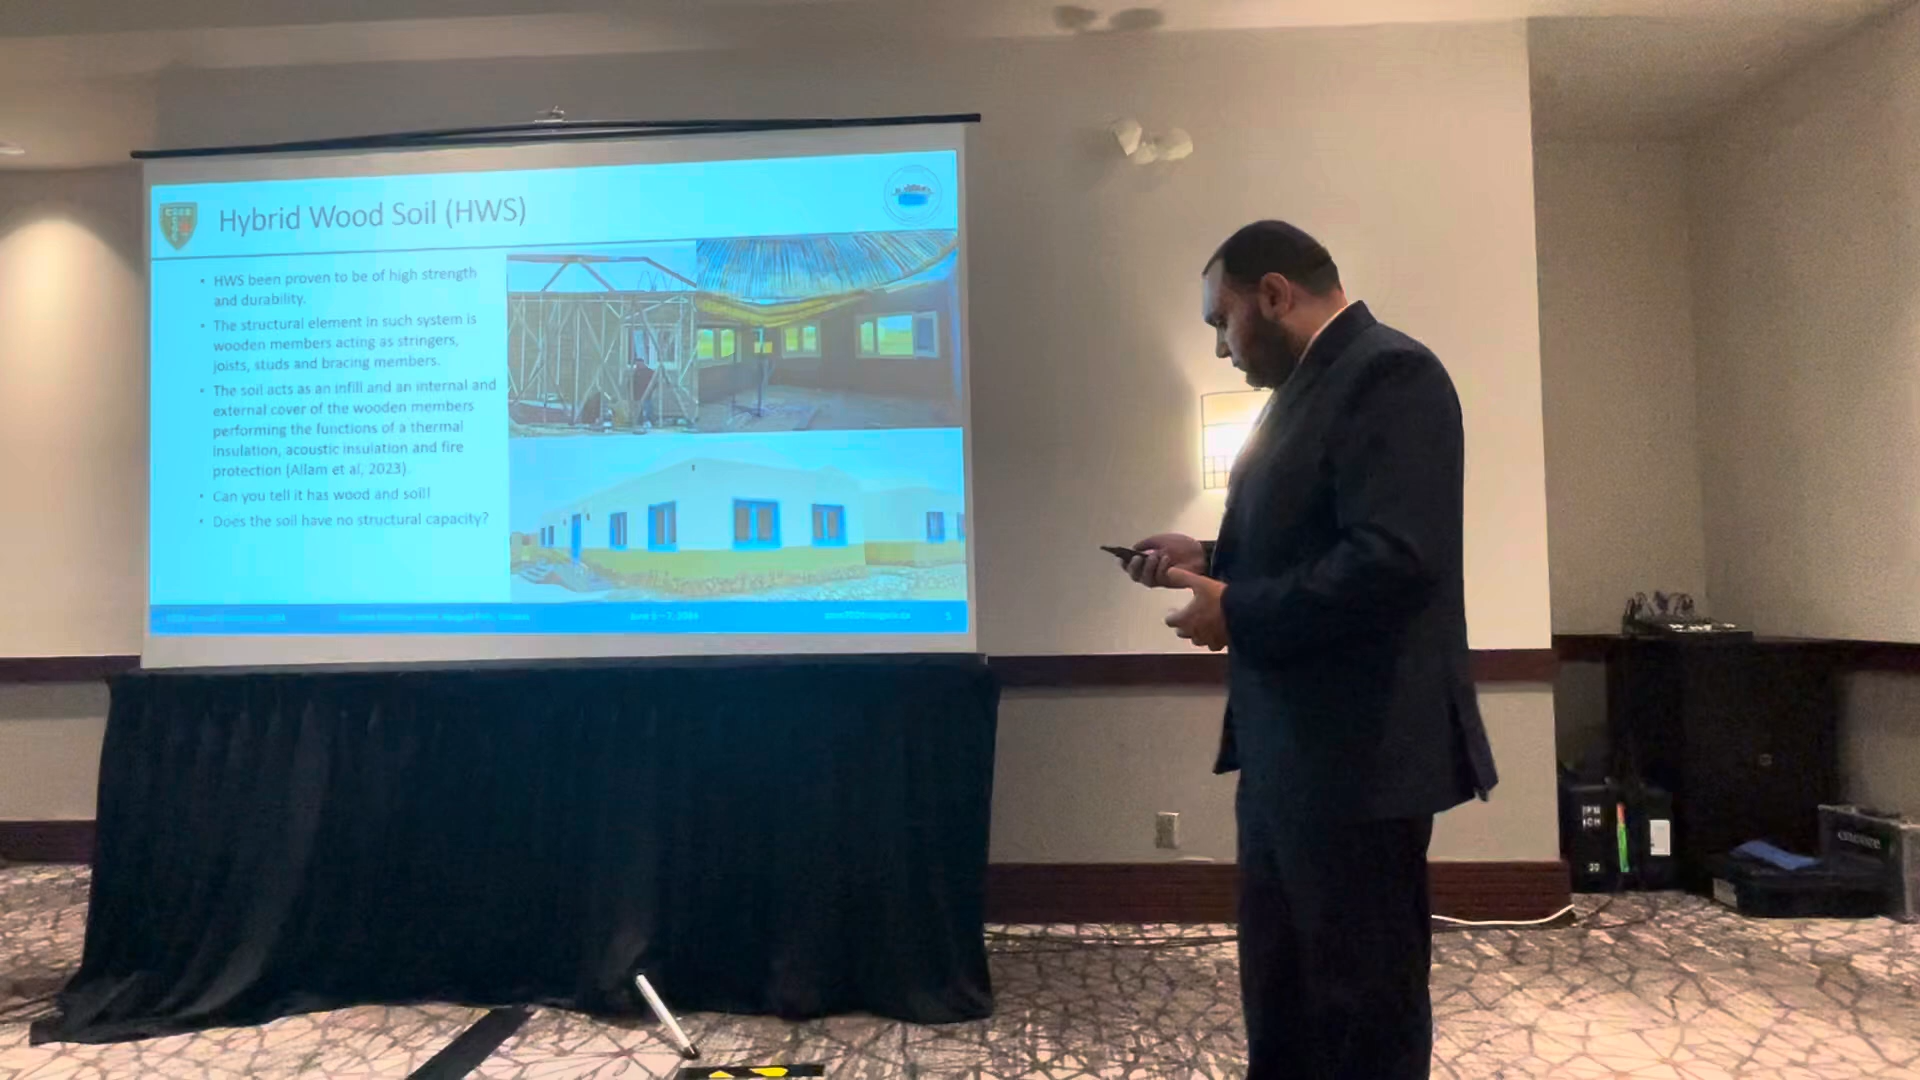 Hybrid Wood Soil (HWS)
• HWS been proven to be of high strength
and durability.
• The structural element in such system is
wooden members acting as stringers,
joists, studs and bracing members.
• The soil acts as an infill and an internal and
external cover of the wooden members
performing the functions of a thermal
insulation, acoustic insulation and fire
protection (Allam et al, 2023).
• Can you tell it has wood and soil!
• Does the soil have no structural capacity?
June 5 – 7, 2024
5